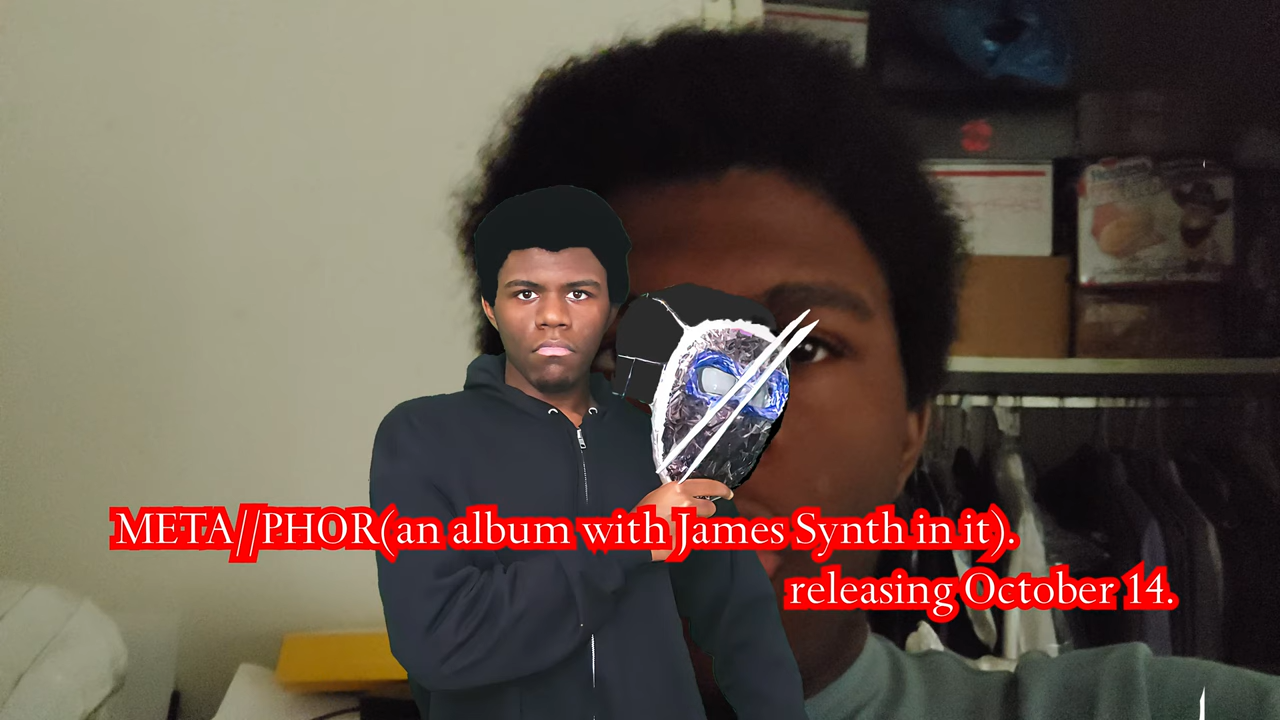 META//PHOR(an album with James Synth in it).
releasing October 14.